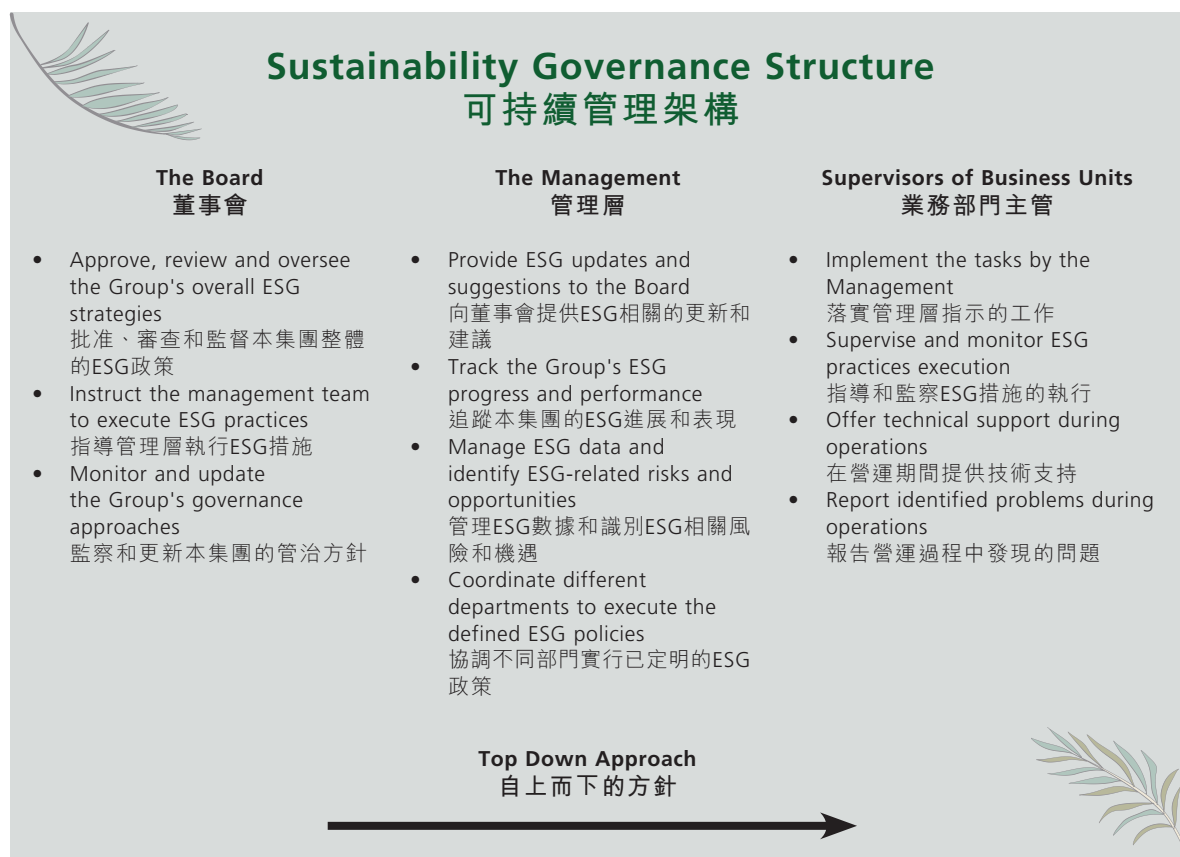 Sustainability Governance Structure
可持續管理架構
The Board
董事會
• Approve, review and oversee
the Group's overall ESG
strategies
批准、審查和監督本集團整體
的ESG政策
• Instruct the management team
to execute ESG practices
指導管理層執行ESG措施
• Monitor and update
the Group's governance
approaches
監察和更新本集團的管治方針
The Management
管理層
• Provide ESG updates and
suggestions to the Board
向董事會提供ESG相關的更新和
建議
• Track the Group's ESG
progress and performance
追蹤本集團的ESG進展和表現
• Manage ESG data and
identify ESG-related risks and
opportunities
管理ESG數據和識別ESG相關風
險和機遇
• Coordinate different
departments to execute the
defined ESG policies
協調不同部門實行已定明的ESG
政策
Supervisors of Business Units
業務部門主管
• Implement the tasks by the
Management
落實管理層指示的工作
• Supervise and monitor ESG
practices execution
指導和監察ESG措施的執行
• Offer technical support during
operations
在營運期間提供技術支持
• Report identified problems during
operations
報告營運過程中發現的問題
Top Down Approach
自上而下的方針